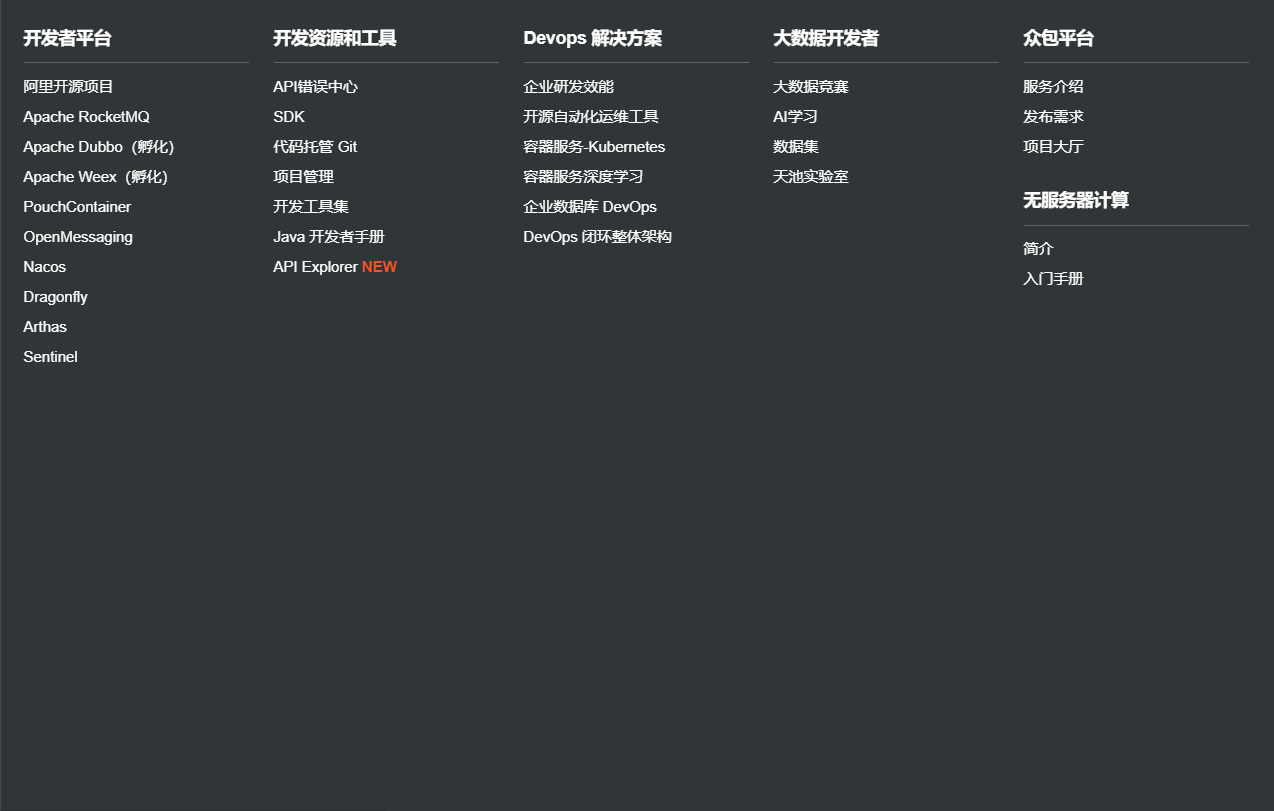 开发者平台
阿里开源项目
Apache RocketMQ
Apache Dubbo（孵化）
Apache Weex（孵化）
PouchContainer
OpenMessaging
Nacos
Dragonfly
Arthas
Sentinel
开发资源和工具
API错误中心
SDK
代码托管 Git
项目管理
开发工具集
Java 开发者手册
API Explorer NEW
Devops 解决方案
企业研发效能
开源自动化运维工具
容器服务-Kubernetes
容器服务深度学习
企业数据库 DevOps
DevOps 闭环整体架构
大数据开发者
大数据竞赛
AI学习
数据集
天池实验室
众包平台
服务介绍
发布需求
项目大厅
无服务器计算
简介
入门手册